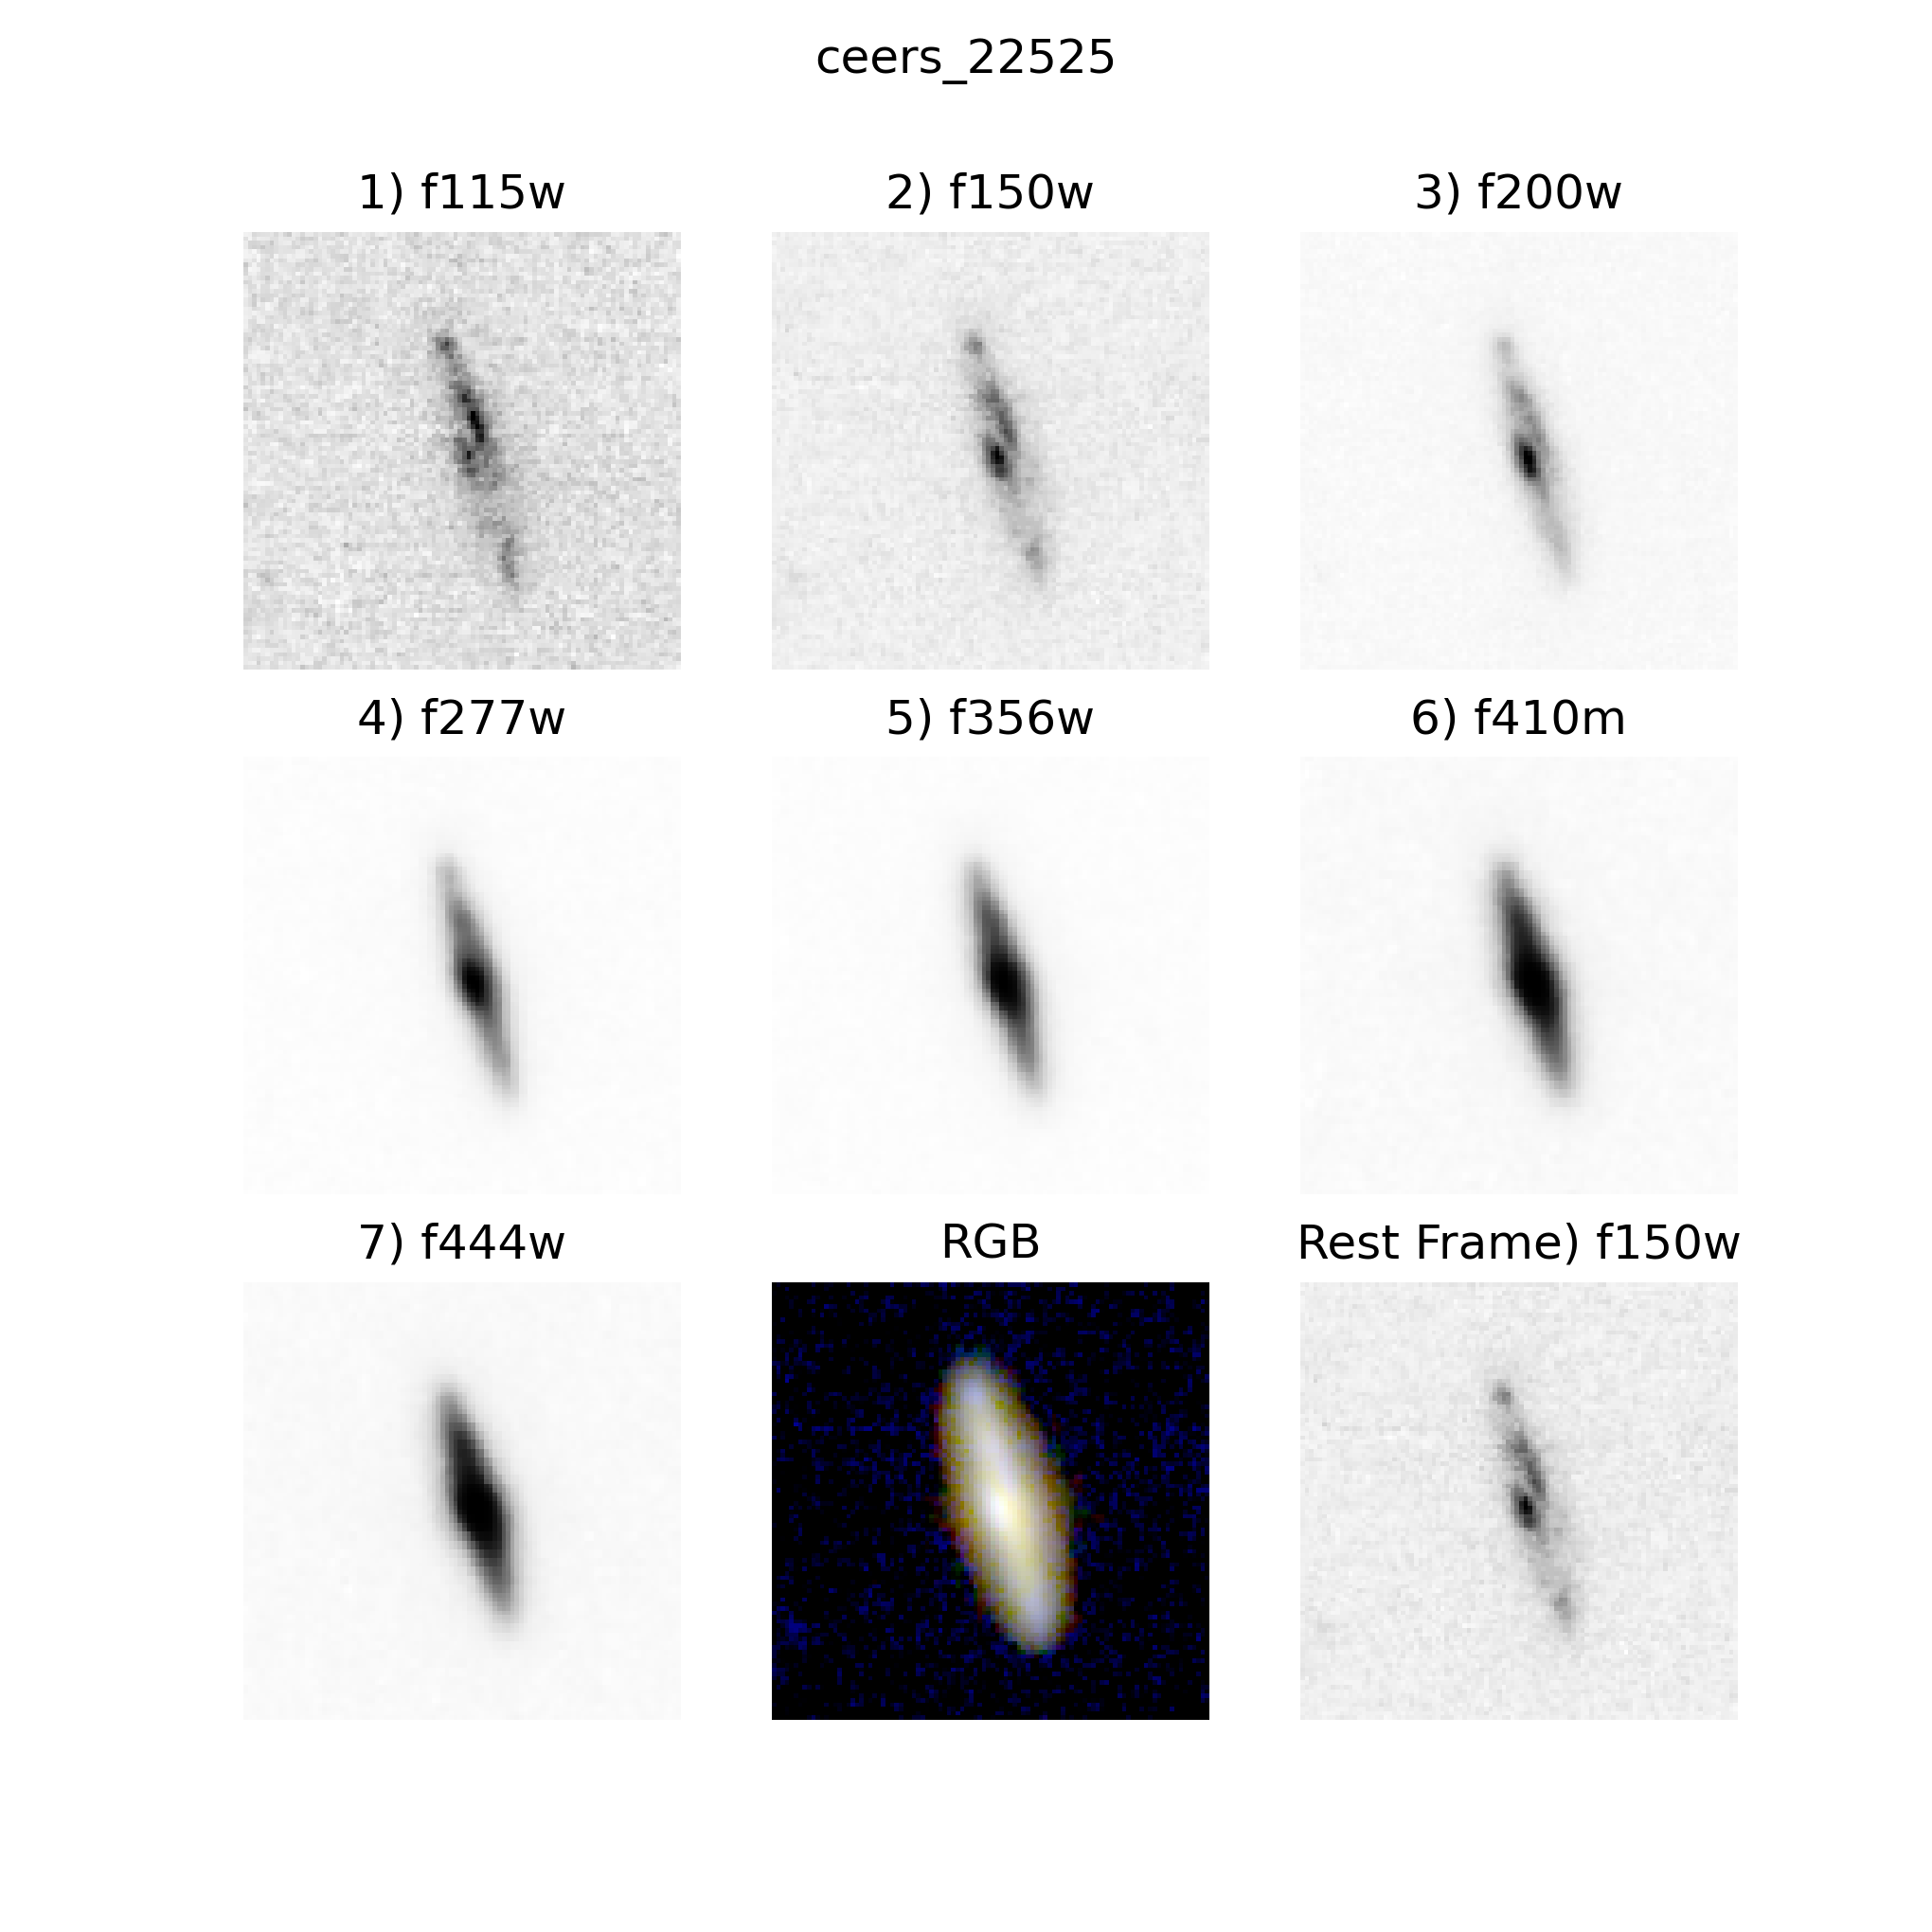 ceers_22525
1) f115w
2) f150w
3) f200w
4) f277w
5) f356w
6) f410m
7) f444w
RGB
Rest Frame) f150w